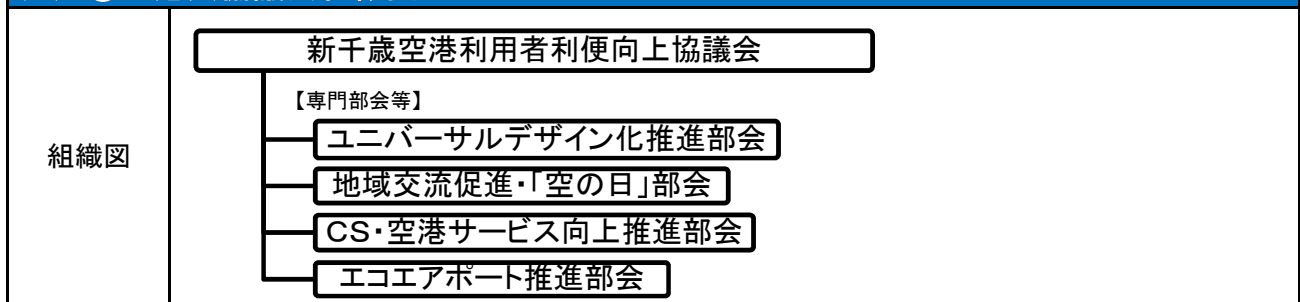 組織図
新千歳空港利用者利便向上協議会
【専門部会等】
ユニバーサルデザイン化推進部会
地域交流促進・「空の日」部会
CS・空港サービス向上推進部会
エコエアポート推進部会